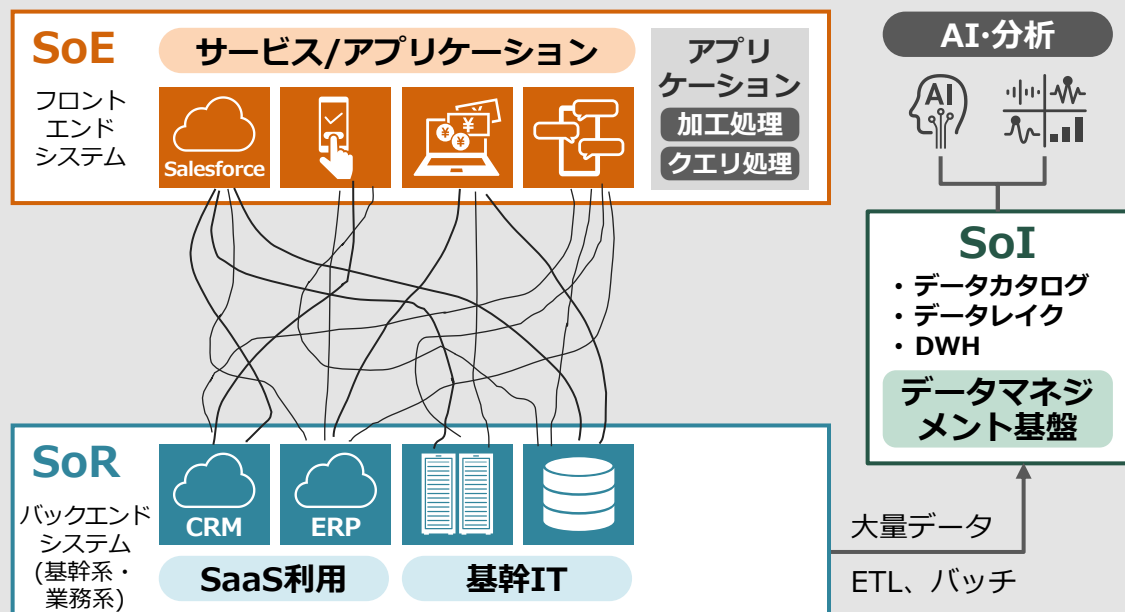 SoE
フロント
エンド
システム
サービス/アプリケーション
Salesforce
¥
¥
¥
アプリ
ケーション
加工処理
クエリ処理
AI・分析
AI
SoI
・データカタログ
・データレイク
・DWH
データマネジ
メント基盤
SoR
バックエンド
システム
(基幹系・
業務系)
CRM
ERP
SaaS利用
基幹IT
大量データ
ETL、バッチ